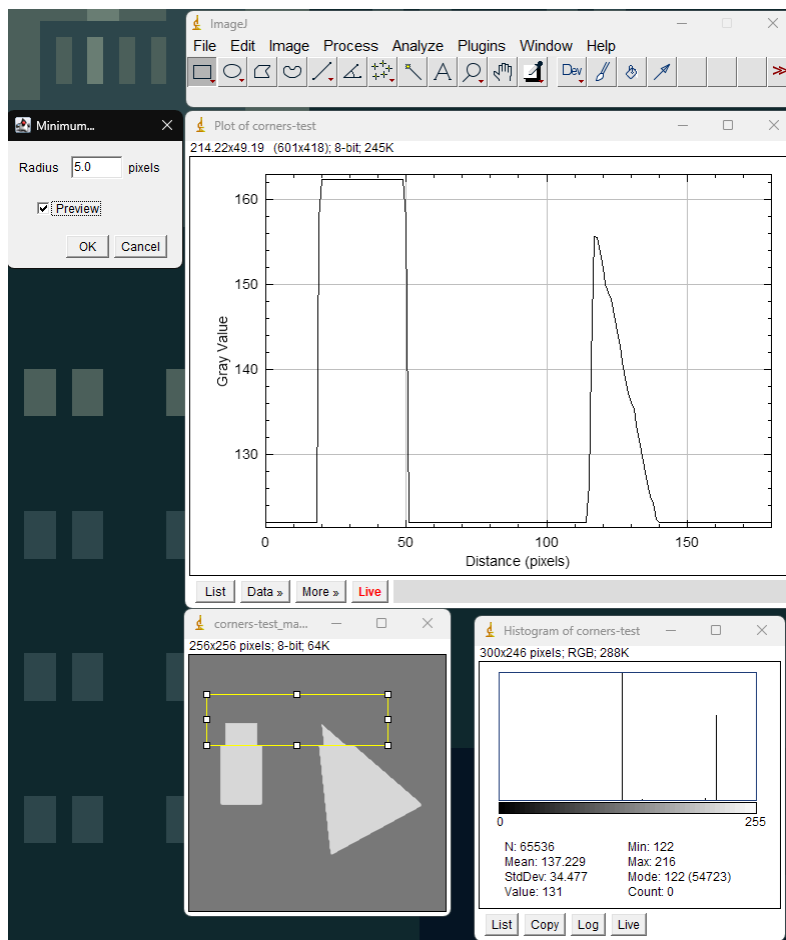 ImageJ
File Edit Image Process Analyze Plugins Window Help
Dev
Minimum...
Radius 5.0 pixels
Preview
OK Cancel
Plot of corners-test
214.22x49.19 (601x418); 8-bit; 245K
160
150
140
130
Gray Value
0 50 100 150
Distance (pixels)
List Data » More » Live
corners-test_ma...
256x256 pixels; 8-bit; 64K
Histogram of corners-test
300x246 pixels; RGB; 288K
0 255
N: 65536 Min: 122
Mean: 137.229 Max: 216
StdDev: 34.477 Mode: 122 (54723)
Value: 131 Count: 0
List Copy Log Live